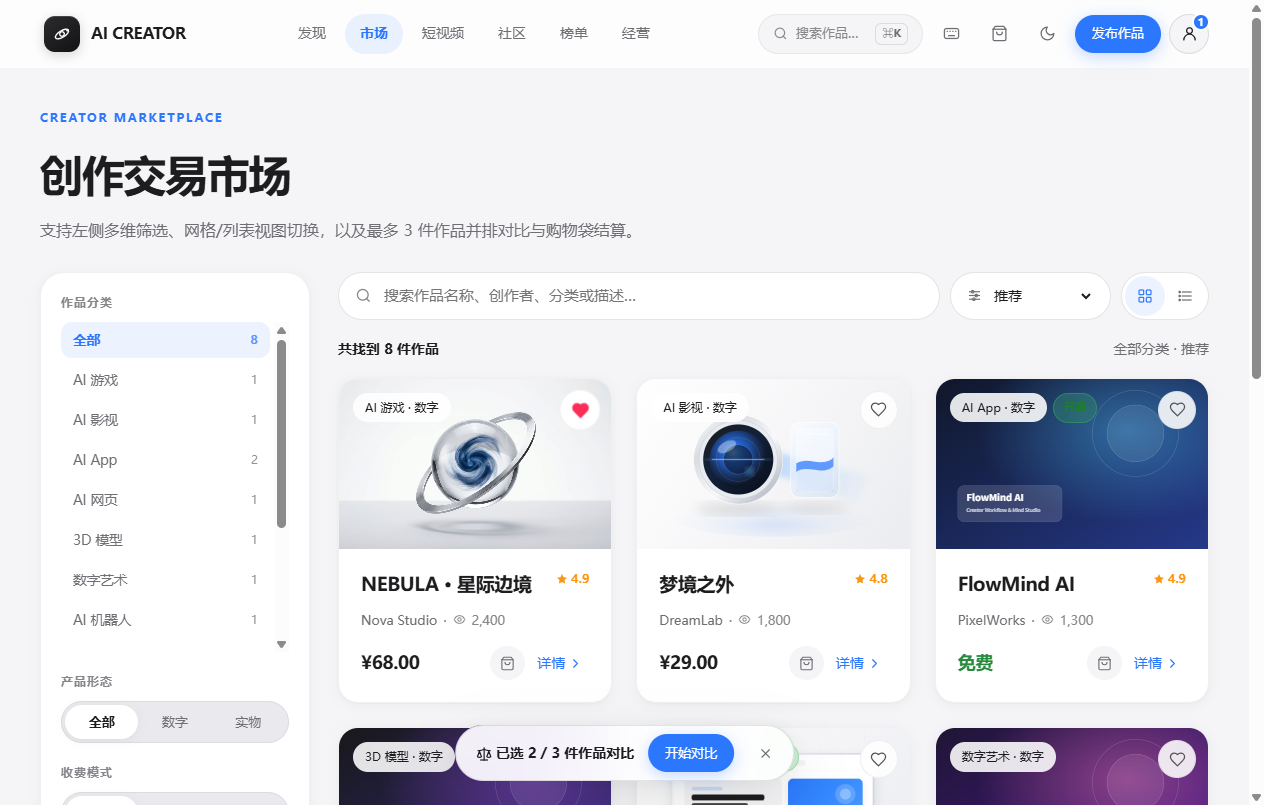 AI CREATOR
发现
市场
短视频
社区
榜单
经营
搜索作品...
⌘K
发布作品
1
CREATOR MARKETPLACE
创作交易市场
支持左侧多维筛选、网格/列表视图切换，以及最多 3 件作品并排对比与购物袋结算。
作品分类
全部 8
AI 游戏 1
AI 影视 1
AI App 2
AI 网页 1
3D 模型 1
数字艺术 1
AI 机器人 1
产品形态
全部 数字 实物
收费模式
搜索作品名称、创作者、分类或描述...
推荐
共找到 8 件作品
全部分类 · 推荐
AI 游戏 · 数字
NEBULA · 星际边境
★ 4.9
Nova Studio · 2,400
¥68.00
详情
AI 影视 · 数字
梦境之外
★ 4.8
DreamLab · 1,800
¥29.00
详情
AI App · 数字
FlowMind AI
Creator Workflow & Mind Studio
FlowMind AI
★ 4.9
PixelWorks · 1,300
免费
详情
3D 模型 · 数字
已选 2 / 3 件作品对比
开始对比
数字艺术 · 数字